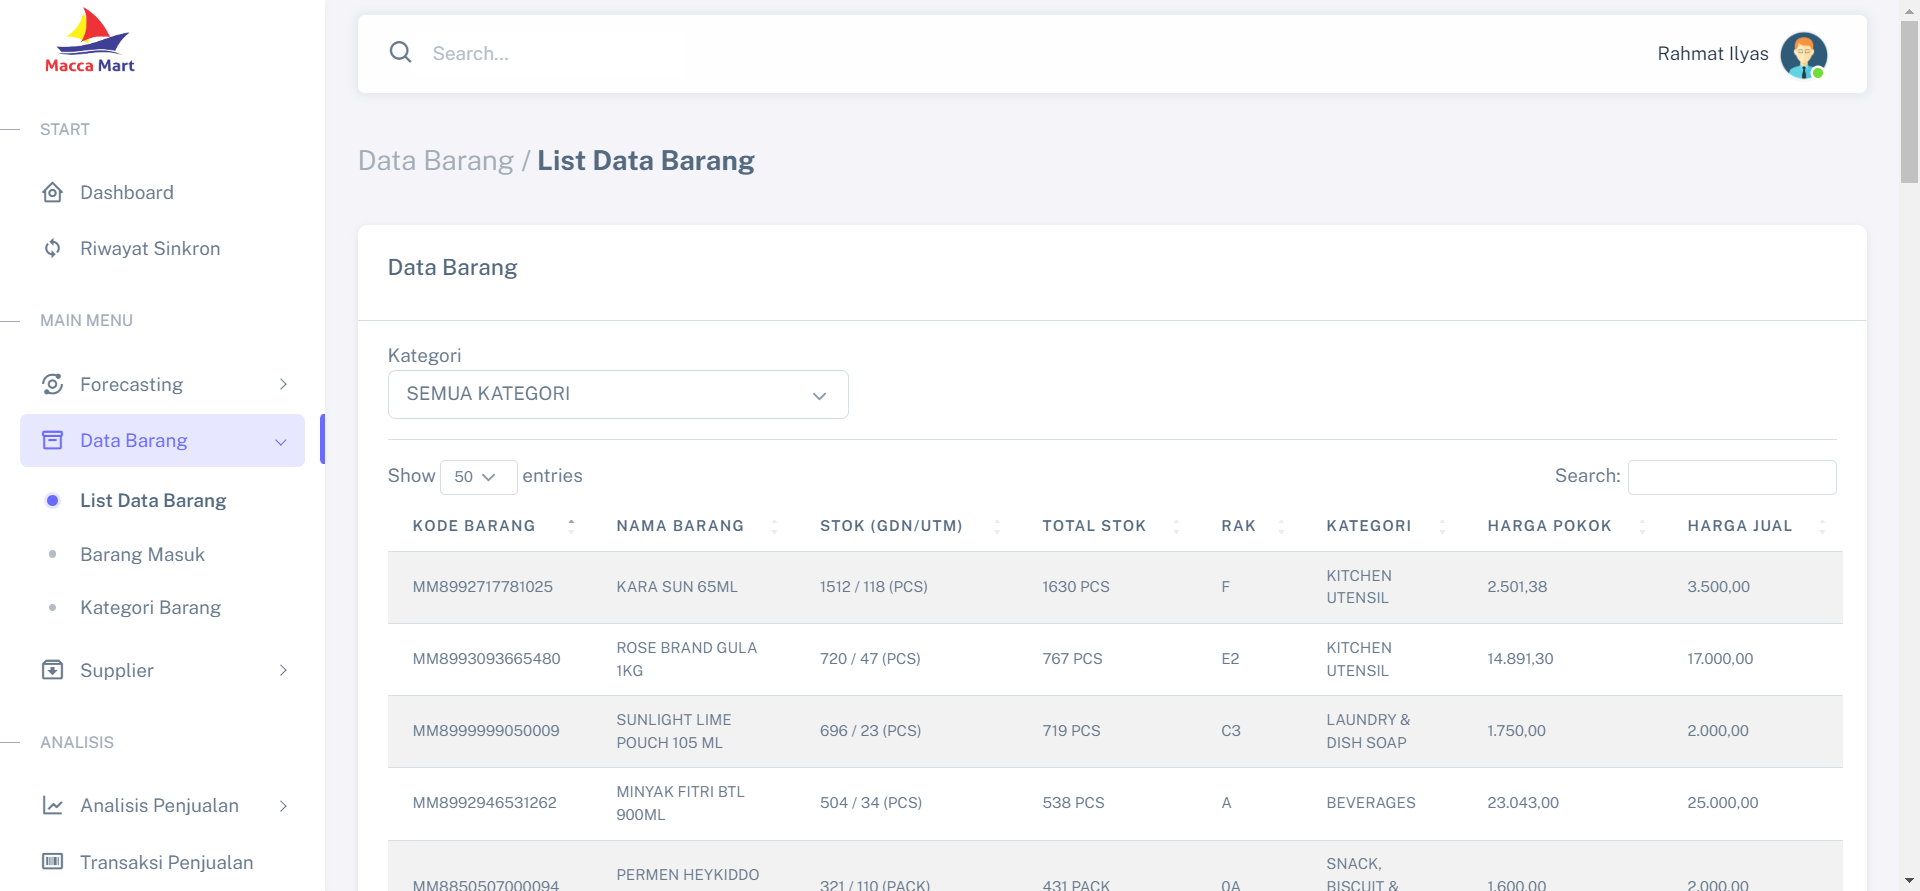 Macca Mart
START
Dashboard
Riwayat Sinkron
MAIN MENU
Forecasting
Data Barang
List Data Barang
Barang Masuk
Kategori Barang
Supplier
ANALISIS
Analisis Penjualan
Transaksi Penjualan
Search...
Rahmat Ilyas
Data Barang / List Data Barang
Data Barang
Kategori
SEMUA KATEGORI
Show 50 entries
Search:
KODE BARANG NAMA BARANG STOK (GDN/UTM) TOTAL STOK RAK KATEGORI HARGA POKOK HARGA JUAL
MM8992717781025 KARA SUN 65ML 1512 / 118 (PCS) 1630 PCS F KITCHEN UTENSIL 2.501,38 3.500,00
MM8993093665480 ROSE BRAND GULA 1KG 720 / 47 (PCS) 767 PCS E2 KITCHEN UTENSIL 14.891,30 17.000,00
MM8999999050009 SUNLIGHT LIME POUCH 105 ML 696 / 23 (PCS) 719 PCS C3 LAUNDRY & DISH SOAP 1.750,00 2.000,00
MM8992946531262 MINYAK FITRI BTL 900ML 504 / 34 (PCS) 538 PCS A BEVERAGES 23.043,00 25.000,00
MM8850507000094 PERMEN HEYKIDDO 321 / 110 (PACK) 431 PACK 0A SNACK, BISCUIT & 1.600,00 2.000,00